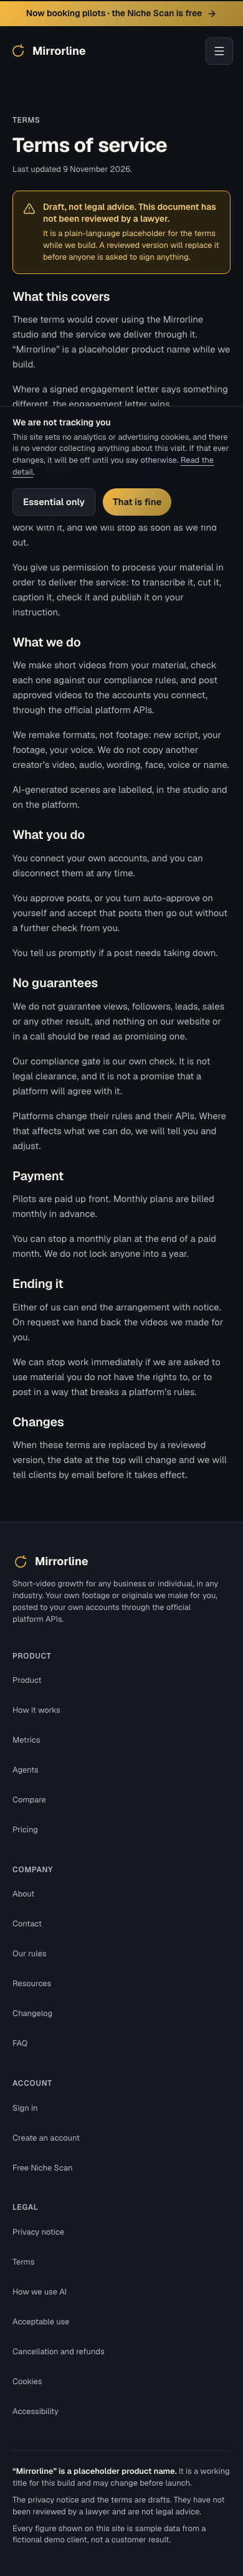 Now booking pilots · the Niche Scan is free →
Mirrorline
TERMS
Terms of service
Last updated 9 November 2026.
Draft, not legal advice. This document has
not been reviewed by a lawyer.
It is a plain-language placeholder for the terms
while we build. A reviewed version will replace it
before anyone is asked to sign anything.
What this covers
These terms would cover using the Mirrorline
studio and the service we deliver through it.
“Mirrorline” is a placeholder product name while we
build.
Where a signed engagement letter says something
different, the engagement letter wins.
We are not tracking you
This site sets no analytics or advertising cookies, and there
is no vendor collecting anything about this visit. If that ever
changes, it will be off until you say otherwise. Read the
detail.
Essential only
That is fine
work with it, and we will stop as soon as we find
out.
You give us permission to process your material in
order to deliver the service: to transcribe it, cut it,
caption it, check it and publish it on your
instruction.
What we do
We make short videos from your material, check
each one against our compliance rules, and post
approved videos to the accounts you connect,
through the official platform APIs.
We remake formats, not footage: new script, your
footage, your voice. We do not copy another
creator’s video, audio, wording, face, voice or name.
AI-generated scenes are labelled, in the studio and
on the platform.
What you do
You connect your own accounts, and you can
disconnect them at any time.
You approve posts, or you turn auto-approve on
yourself and accept that posts then go out without
a further check from you.
You tell us promptly if a post needs taking down.
No guarantees
We do not guarantee views, followers, leads, sales
or any other result, and nothing on our website or
in a call should be read as promising one.
Our compliance gate is our own check. It is not
legal clearance, and it is not a promise that a
platform will agree with it.
Platforms change their rules and their APIs. Where
that affects what we can do, we will tell you and
adjust.
Payment
Pilots are paid up front. Monthly plans are billed
monthly in advance.
You can stop a monthly plan at the end of a paid
month. We do not lock anyone into a year.
Ending it
Either of us can end the arrangement with notice.
On request we hand back the videos we made for
you.
We can stop work immediately if we are asked to
use material you do not have the rights to, or to
post in a way that breaks a platform’s rules.
Changes
When these terms are replaced by a reviewed
version, the date at the top will change and we will
tell clients by email before it takes effect.
Mirrorline
Short-video growth for any business or individual, in any
industry. Your own footage or originals we make for you,
posted to your own accounts through the official
platform APIs.
PRODUCT
Product
How it works
Metrics
Agents
Compare
Pricing
COMPANY
About
Contact
Our rules
Resources
Changelog
FAQ
ACCOUNT
Sign in
Create an account
Free Niche Scan
LEGAL
Privacy notice
Terms
How we use AI
Acceptable use
Cancellation and refunds
Cookies
Accessibility
“Mirrorline” is a placeholder product name. It is a working
title for this build and may change before launch.
The privacy notice and the terms are drafts. They have not
been reviewed by a lawyer and are not legal advice.
Every figure shown on this site is sample data from a
fictional demo client, not a customer result.